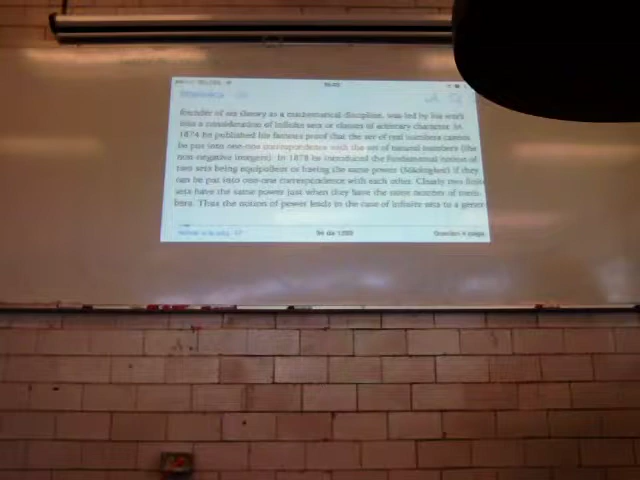 founder of set theory as a mathematical discipline, was led by his work
into a consideration of infinite sets or classes of arbitrary character. In
1874 he published his famous proof that the set of real numbers cannot
be put into one-one correspondence with the set of natural numbers (the
non-negative integers). In 1878 he introduced the fundamental notion of
two sets being equipollent or having the same power (Mächtigkeit) if they
can be put into one-one correspondence with each other. Clearly two finite
sets have the same power just when they have the same number of mem-
bers. Thus the notion of power leads in the case of infinite sets to a gener